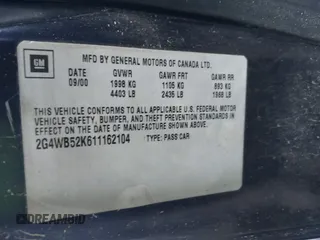 GM
MFD BY GENERAL MOTORS OF CANADA LTD.
DATE GVWR GAWR FRT GAWR RR
09/00 1998 KG 1105 KG 893 KG
4403 LB 2435 LB 1968 LB
THIS VEHICLE CONFORMS TO ALL APPLICABLE U.S. FEDERAL MOTOR
VEHICLE SAFETY, BUMPER, AND THEFT PREVENTION STANDARDS
IN EFFECT ON THE DATE OF MANUFACTURE SHOWN ABOVE.
2G4WB52K611162104 TYPE: PASS CAR
DREAMBID